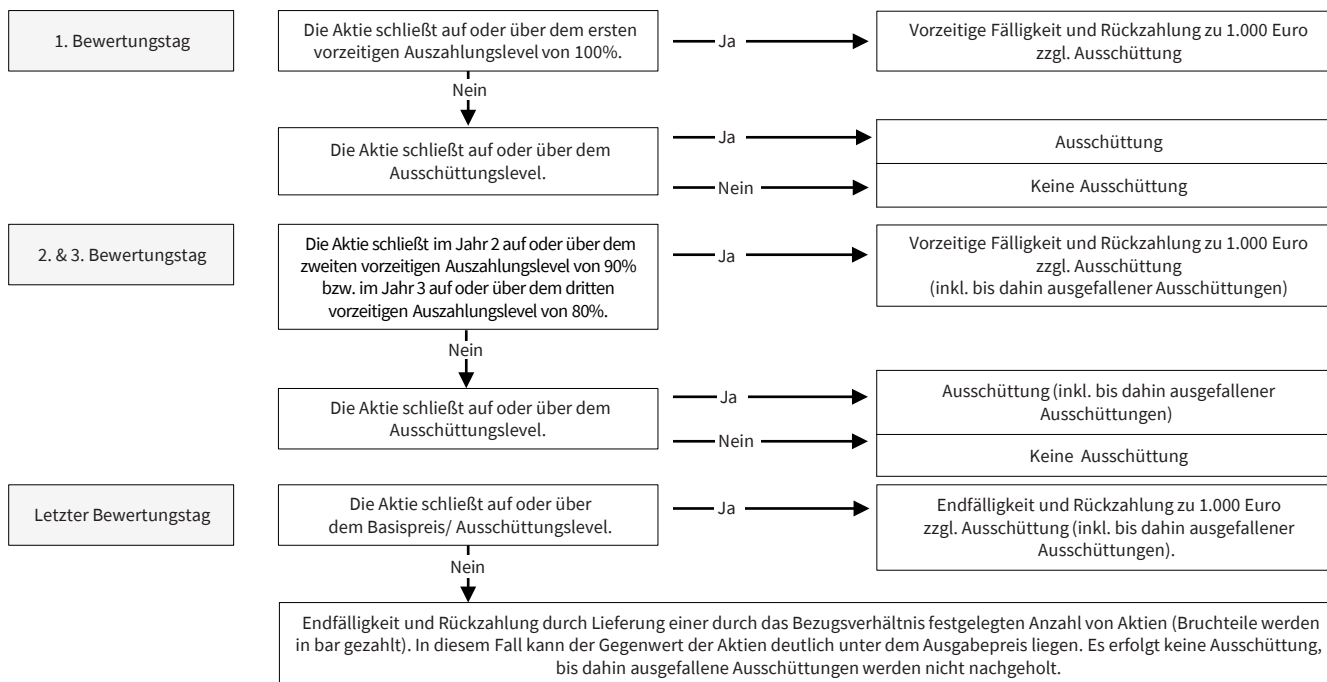 1. Bewertungstag
Die Aktie schließt auf oder über dem ersten
vorzeitigen Auszahlungslevel von 100%.
Ja
Vorzeitige Fälligkeit und Rückzahlung zu 1.000 Euro
zzgl. Ausschüttung
Nein
Die Aktie schließt auf oder über dem
Ausschüttungslevel.
Ja
Ausschüttung
Nein
Keine Ausschüttung
2. & 3. Bewertungstag
Die Aktie schließt im Jahr 2 auf oder über dem
zweiten vorzeitigen Auszahlungslevel von 90%
bzw. im Jahr 3 auf oder über dem dritten
vorzeitigen Auszahlungslevel von 80%.
Ja
Vorzeitige Fälligkeit und Rückzahlung zu 1.000 Euro
zzgl. Ausschüttung
(inkl. bis dahin ausgefallener Ausschüttungen)
Nein
Die Aktie schließt auf oder über dem
Ausschüttungslevel.
Ja
Ausschüttung (inkl. bis dahin ausgefallener
Ausschüttungen)
Nein
Keine Ausschüttung
Letzter Bewertungstag
Die Aktie schließt auf oder über
dem Basispreis/ Ausschüttungslevel.
Ja
Endfälligkeit und Rückzahlung zu 1.000 Euro
zzgl. Ausschüttung (inkl. bis dahin ausgefallener
Ausschüttungen).
Nein
Endfälligkeit und Rückzahlung durch Lieferung einer durch das Bezugsverhältnis festgelegten Anzahl von Aktien (Bruchteile werden
in bar gezahlt). In diesem Fall kann der Gegenwert der Aktien deutlich unter dem Ausgabepreis liegen. Es erfolgt keine Ausschüttung,
bis dahin ausgefallene Ausschüttungen werden nicht nachgeholt.